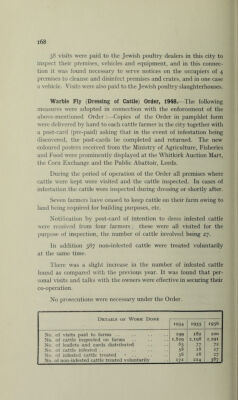 168
58 visits were paid to the Jewish poultry dealers in this city to
inspect their premises, vehicles and equipment, and in this connec-
tion it was found necessary to serve notices on the occupiers of 4
premises to cleanse and disinfect premises and crates, and in one case
a vehicle. Visits were also paid to the Jewish poultry slaughterhouses.
Warble Fly (Dressing of Cattle) Order, 1948.—The following
measures were adopted in connection with the enforcement of the
above-mentioned Order :—Copies of the Order in pamphlet form
were delivered by hand to each cattle farmer in the city together with
a post-card (pre-paid) asking that in the event of infestation being
discovered, the post-cards be completed and returned. The new
coloured posters received from the Ministry of Agriculture, Fisheries
and Food were prominently displayed at the Whitkirk Auction Mart,
the Corn Exchange and the Public Abattoir, Leeds.
During the period of operation of the Order all premises where
cattle were kept were visited and the cattle inspected. In cases of
infestation the cattle were inspected during dressing or shortly after.
Seven farmers have ceased to keep cattle on their farm owing to
land being required for building purposes, etc.
Notification by post-card of intention to dress infested cattle
were received from four farmers ; these were all visited for the
purpose of inspection, the number of cattle involved being 27.
In addition 387 non-infested cattle were treated voluntarily
at the same time.
There was a slight increase in the number of infested cattle
found as compared with the previous year. It was found that per-
sonal visits and talks with the owners were effective in securing their
co-operation.
No prosecutions were necessary under the Order.
Details of Work Done
No. of visits paid to farms
No. of cattle inspected on farms
No. of leaflets and cards distributed
No. of cattle infested
No. of infested cattle treated
No. of non-infested cattle treated voluntarily